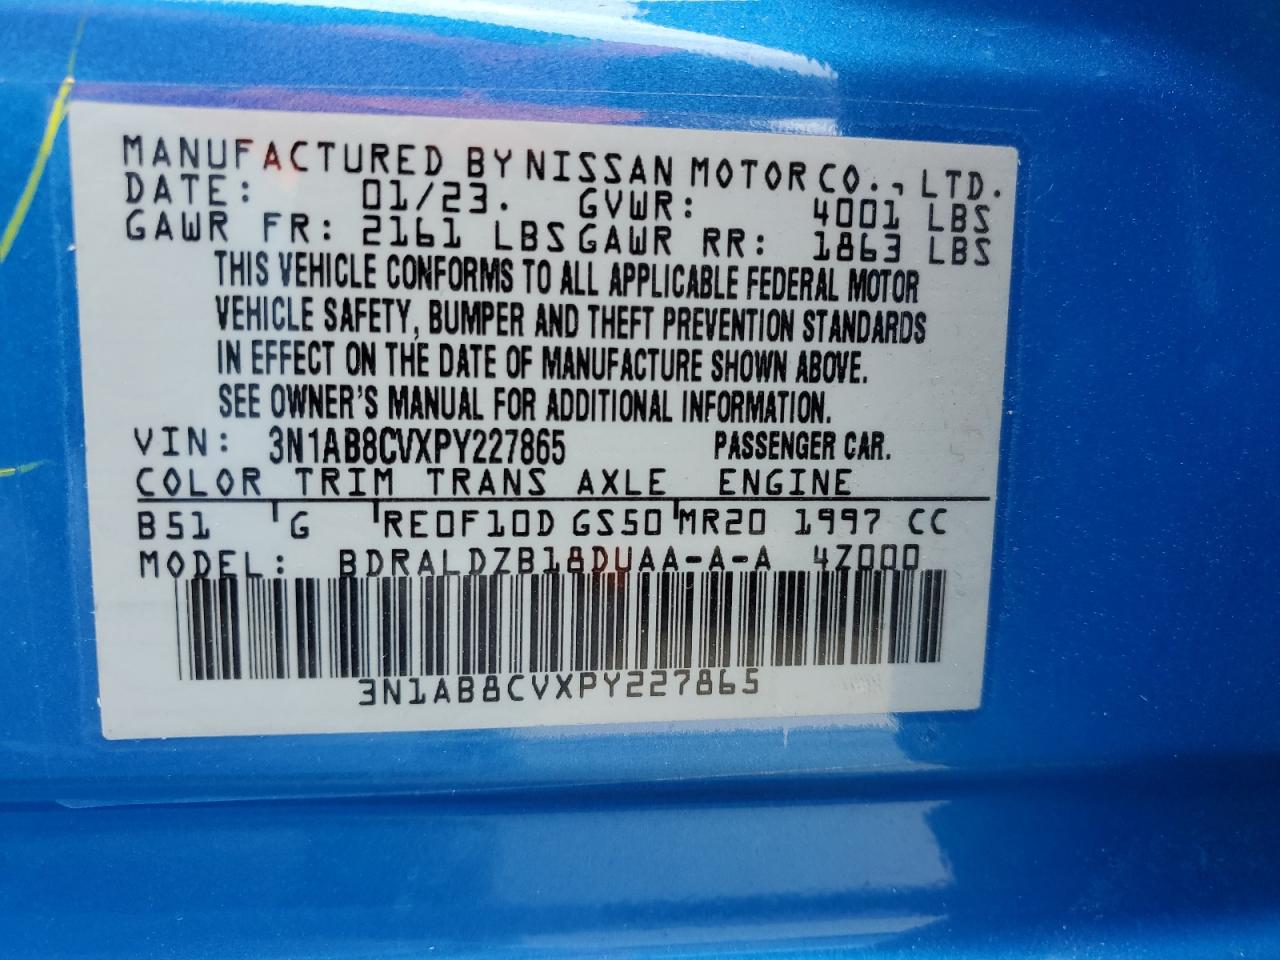 MANUFACTURED BY NISSAN MOTOR CO., LTD.
DATE: 01/23. GVWR: 4001 LBS
GAWR FR: 2161 LBS GAWR RR: 1863 LBS
THIS VEHICLE CONFORMS TO ALL APPLICABLE FEDERAL MOTOR
VEHICLE SAFETY, BUMPER AND THEFT PREVENTION STANDARDS
IN EFFECT ON THE DATE OF MANUFACTURE SHOWN ABOVE.
SEE OWNER'S MANUAL FOR ADDITIONAL INFORMATION.
VIN: 3N1AB8CVXPY227865 PASSENGER CAR.
COLOR TRIM TRANS AXLE ENGINE
B51 G RE0F10D GS50 MR20 1997 CC
MODEL: BDRALDZB18DUAA-A-A 4Z000
3N1AB8CVXPY227865